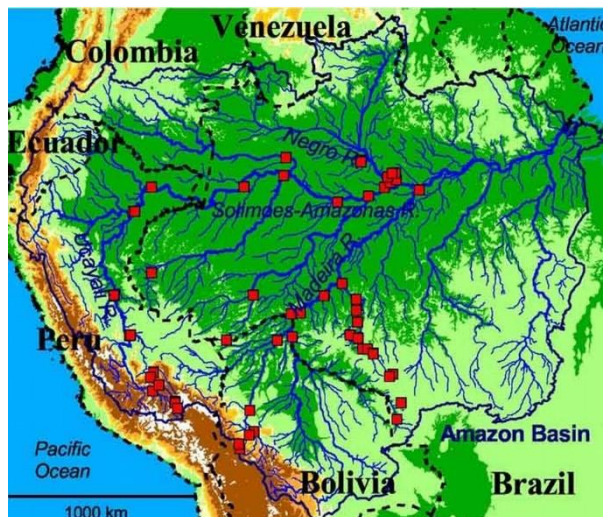 Venezuela
Atlantic
Ocean
Colombia
Negro R.
Ecuador
Solimões-Amazonas R.
Ucayali R.
Madeira R.
Peru
Amazon Basin
Pacific
Ocean
Bolivia
Brazil
1000 km